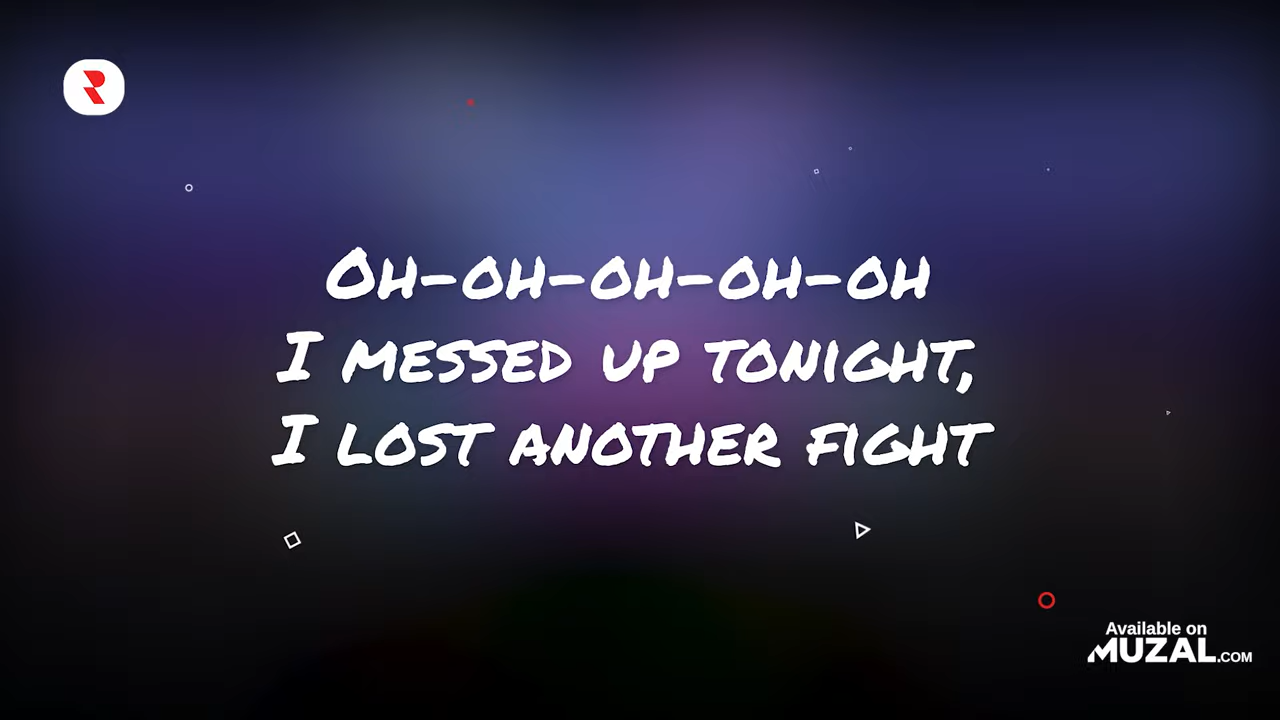 Oh-oh-oh-oh-oh
I messed up tonight,
I lost another fight
Available on
MUZAL.COM